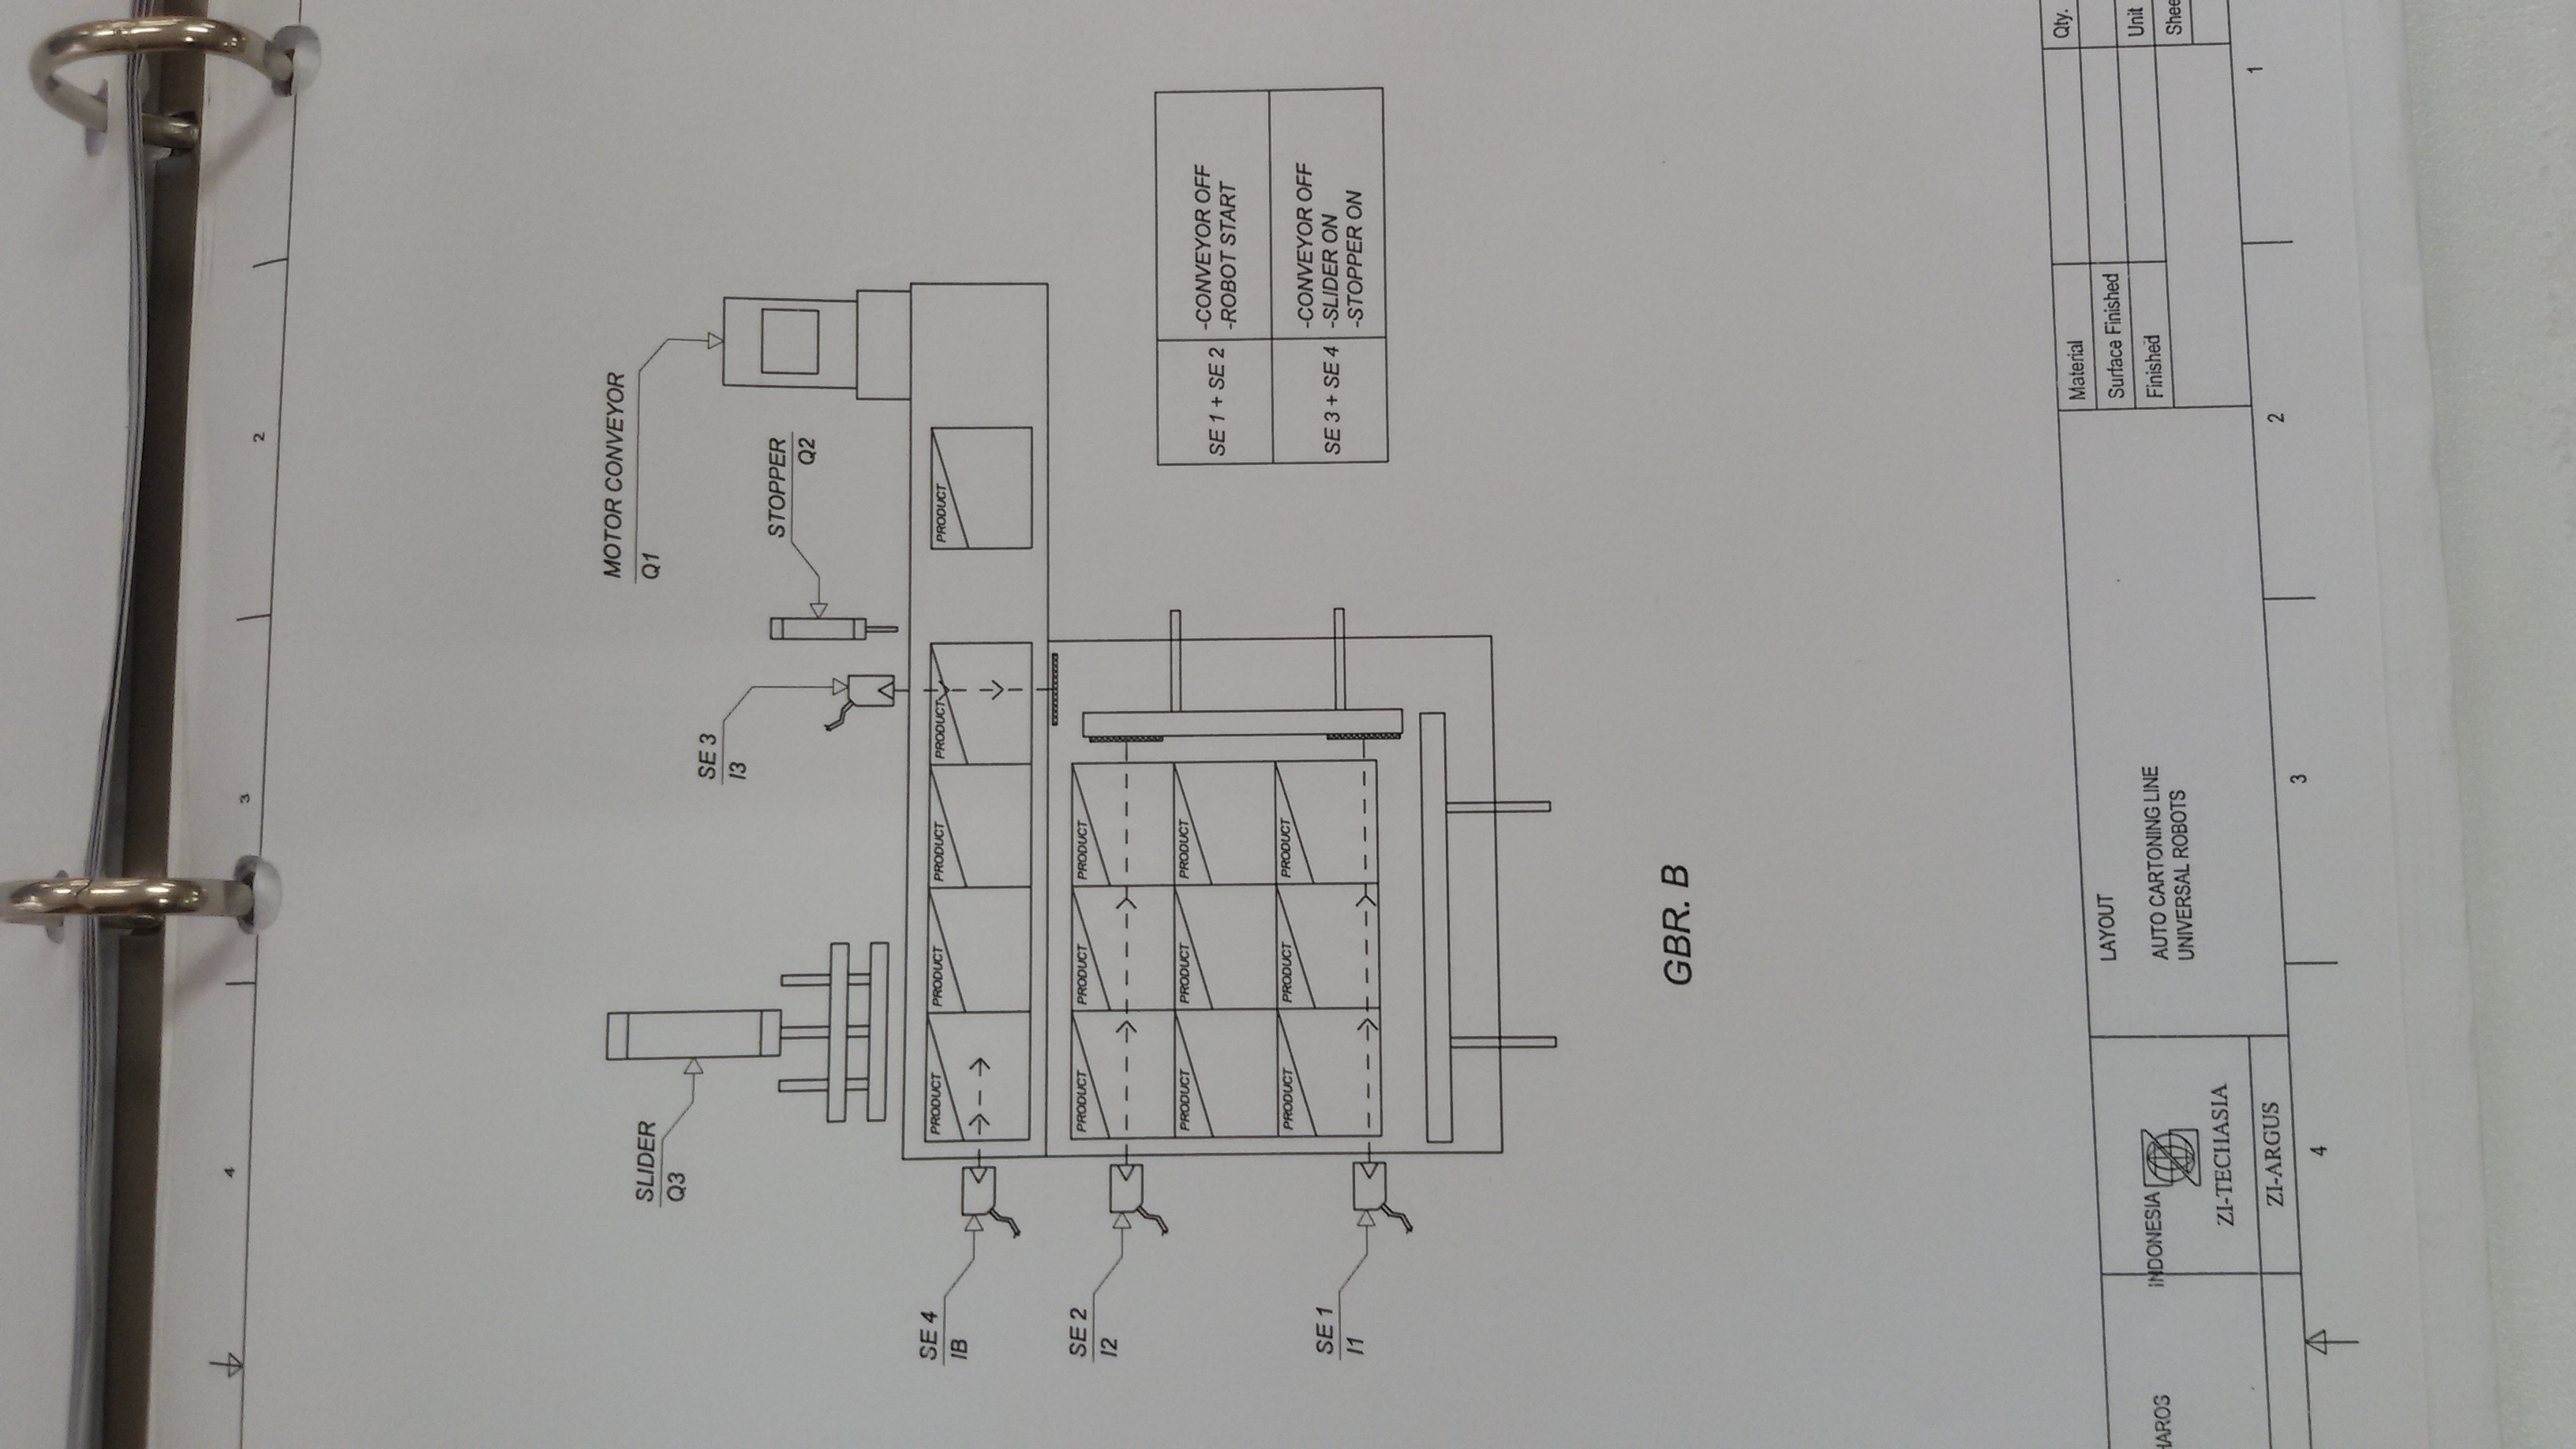 4
3
2
SLIDER
Q3
MOTOR CONVEYOR
Q1
SE 3
I3
STOPPER
Q2
SE 4
IB
PRODUCT PRODUCT PRODUCT PRODUCT PRODUCT
SE 2
I2
PRODUCT PRODUCT PRODUCT
PRODUCT PRODUCT PRODUCT
PRODUCT PRODUCT PRODUCT
SE 1
I1
SE 1 + SE 2
-CONVEYOR OFF
-ROBOT START
SE 3 + SE 4
-CONVEYOR OFF
-SLIDER ON
-STOPPER ON
GBR. B
INDONESIA
ZI-TECHASIA
ZI-ARGUS
LAYOUT
AUTO CARTONING LINE
UNIVERSAL ROBOTS
Material
Surface Finished
Finished
Qty.
Unit
Shee
4
3
2
1